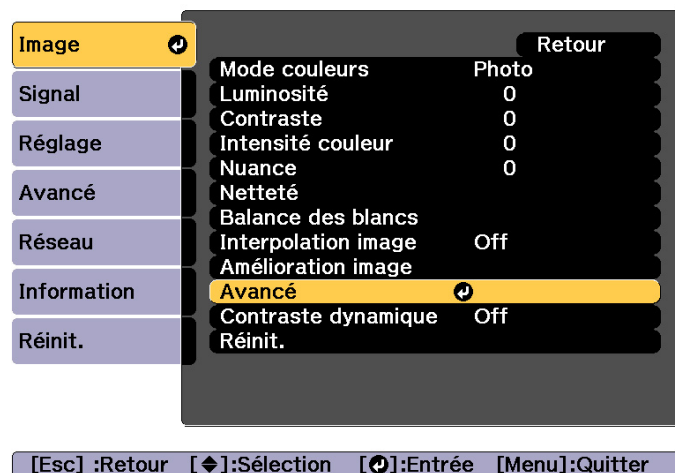 Image
Signal
Réglage
Avancé
Réseau
Information
Réinit.
Retour
Mode couleurs Photo
Luminosité 0
Contraste 0
Intensité couleur 0
Nuance 0
Netteté
Balance des blancs
Interpolation image Off
Amélioration image
Avancé
Contraste dynamique Off
Réinit.
[Esc] :Retour [◆]:Sélection [↵]:Entrée [Menu]:Quitter